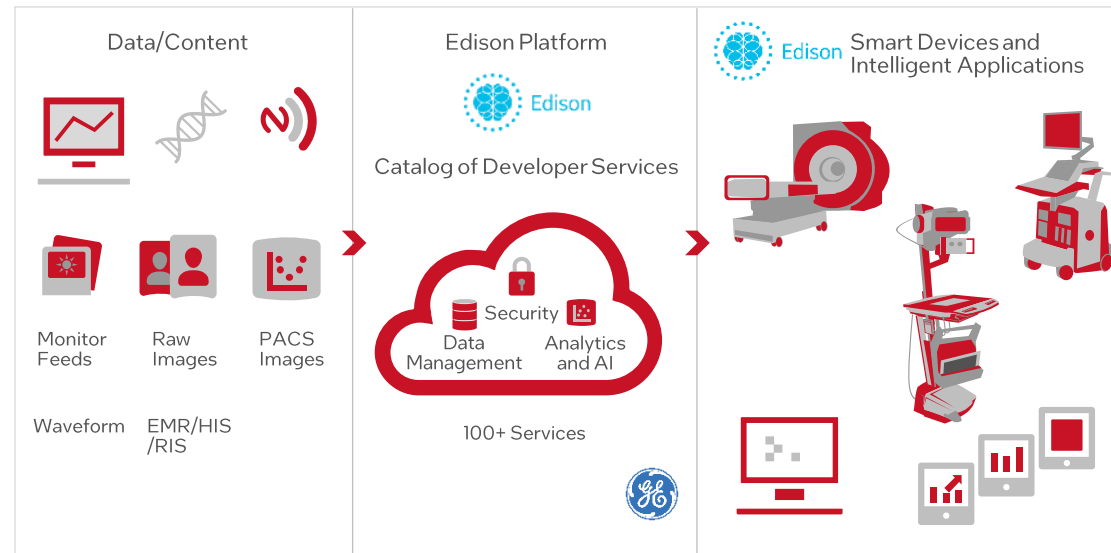 Data/Content
Monitor
Feeds
Raw
Images
PACS
Images
Waveform
EMR/HIS
/RIS
Edison Platform
Edison
Catalog of Developer Services
Security
Data
Management
Analytics
and AI
100+ Services
GE
Edison
Smart Devices and
Intelligent Applications